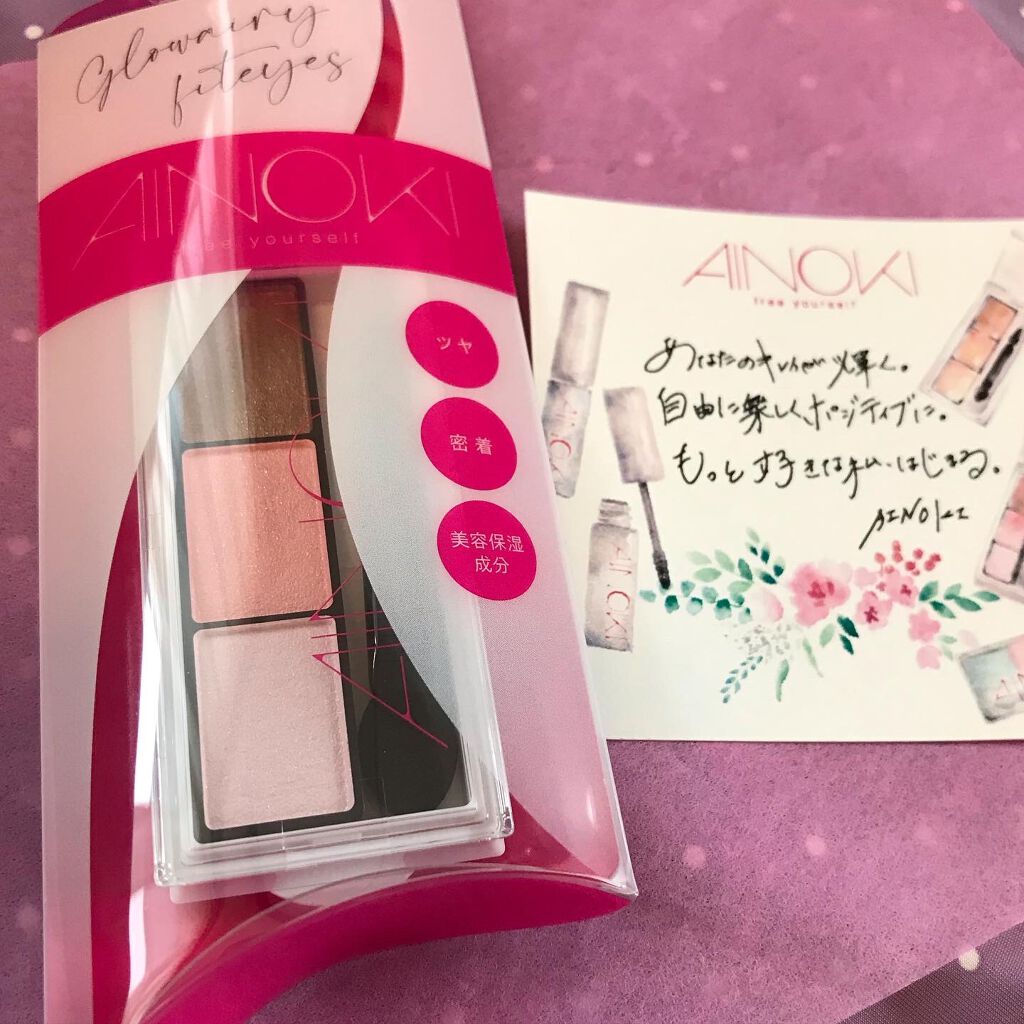 Glowairy
fiteyes
AINOKI
free yourself
ツヤ
密着
美容保湿
成分
AINOKI
AINOKI
free yourself
あなたのキレイが輝く。
自由に楽しく、ポジティブに。
もっと好きな私、はじまる。
AINOKI
AINOKI